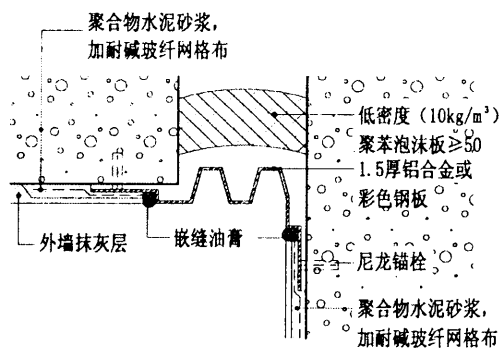 聚合物水泥砂浆,
加耐碱玻纤网格布
低密度 (10kg/m³)
聚苯泡沫板≥50
1.5厚铝合金或
彩色钢板
外墙抹灰层
嵌缝油膏
尼龙锚栓
聚合物水泥砂浆,
加耐碱玻纤网格布